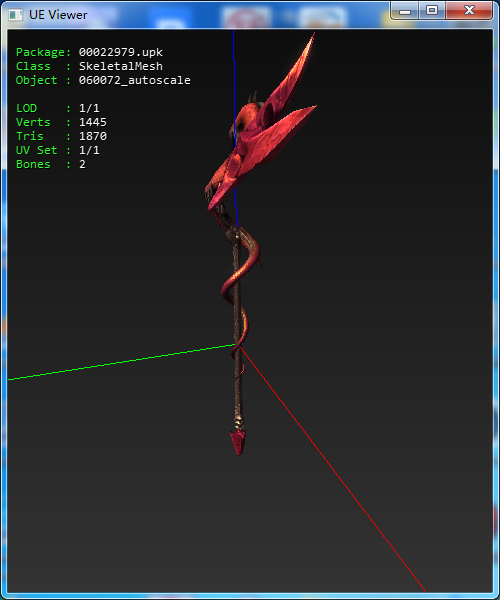 UE Viewer
Package: 00022979.upk
Class : SkeletalMesh
Object : 060072_autoscale
LOD : 1/1
Verts : 1445
Tris : 1870
UV Set : 1/1
Bones : 2